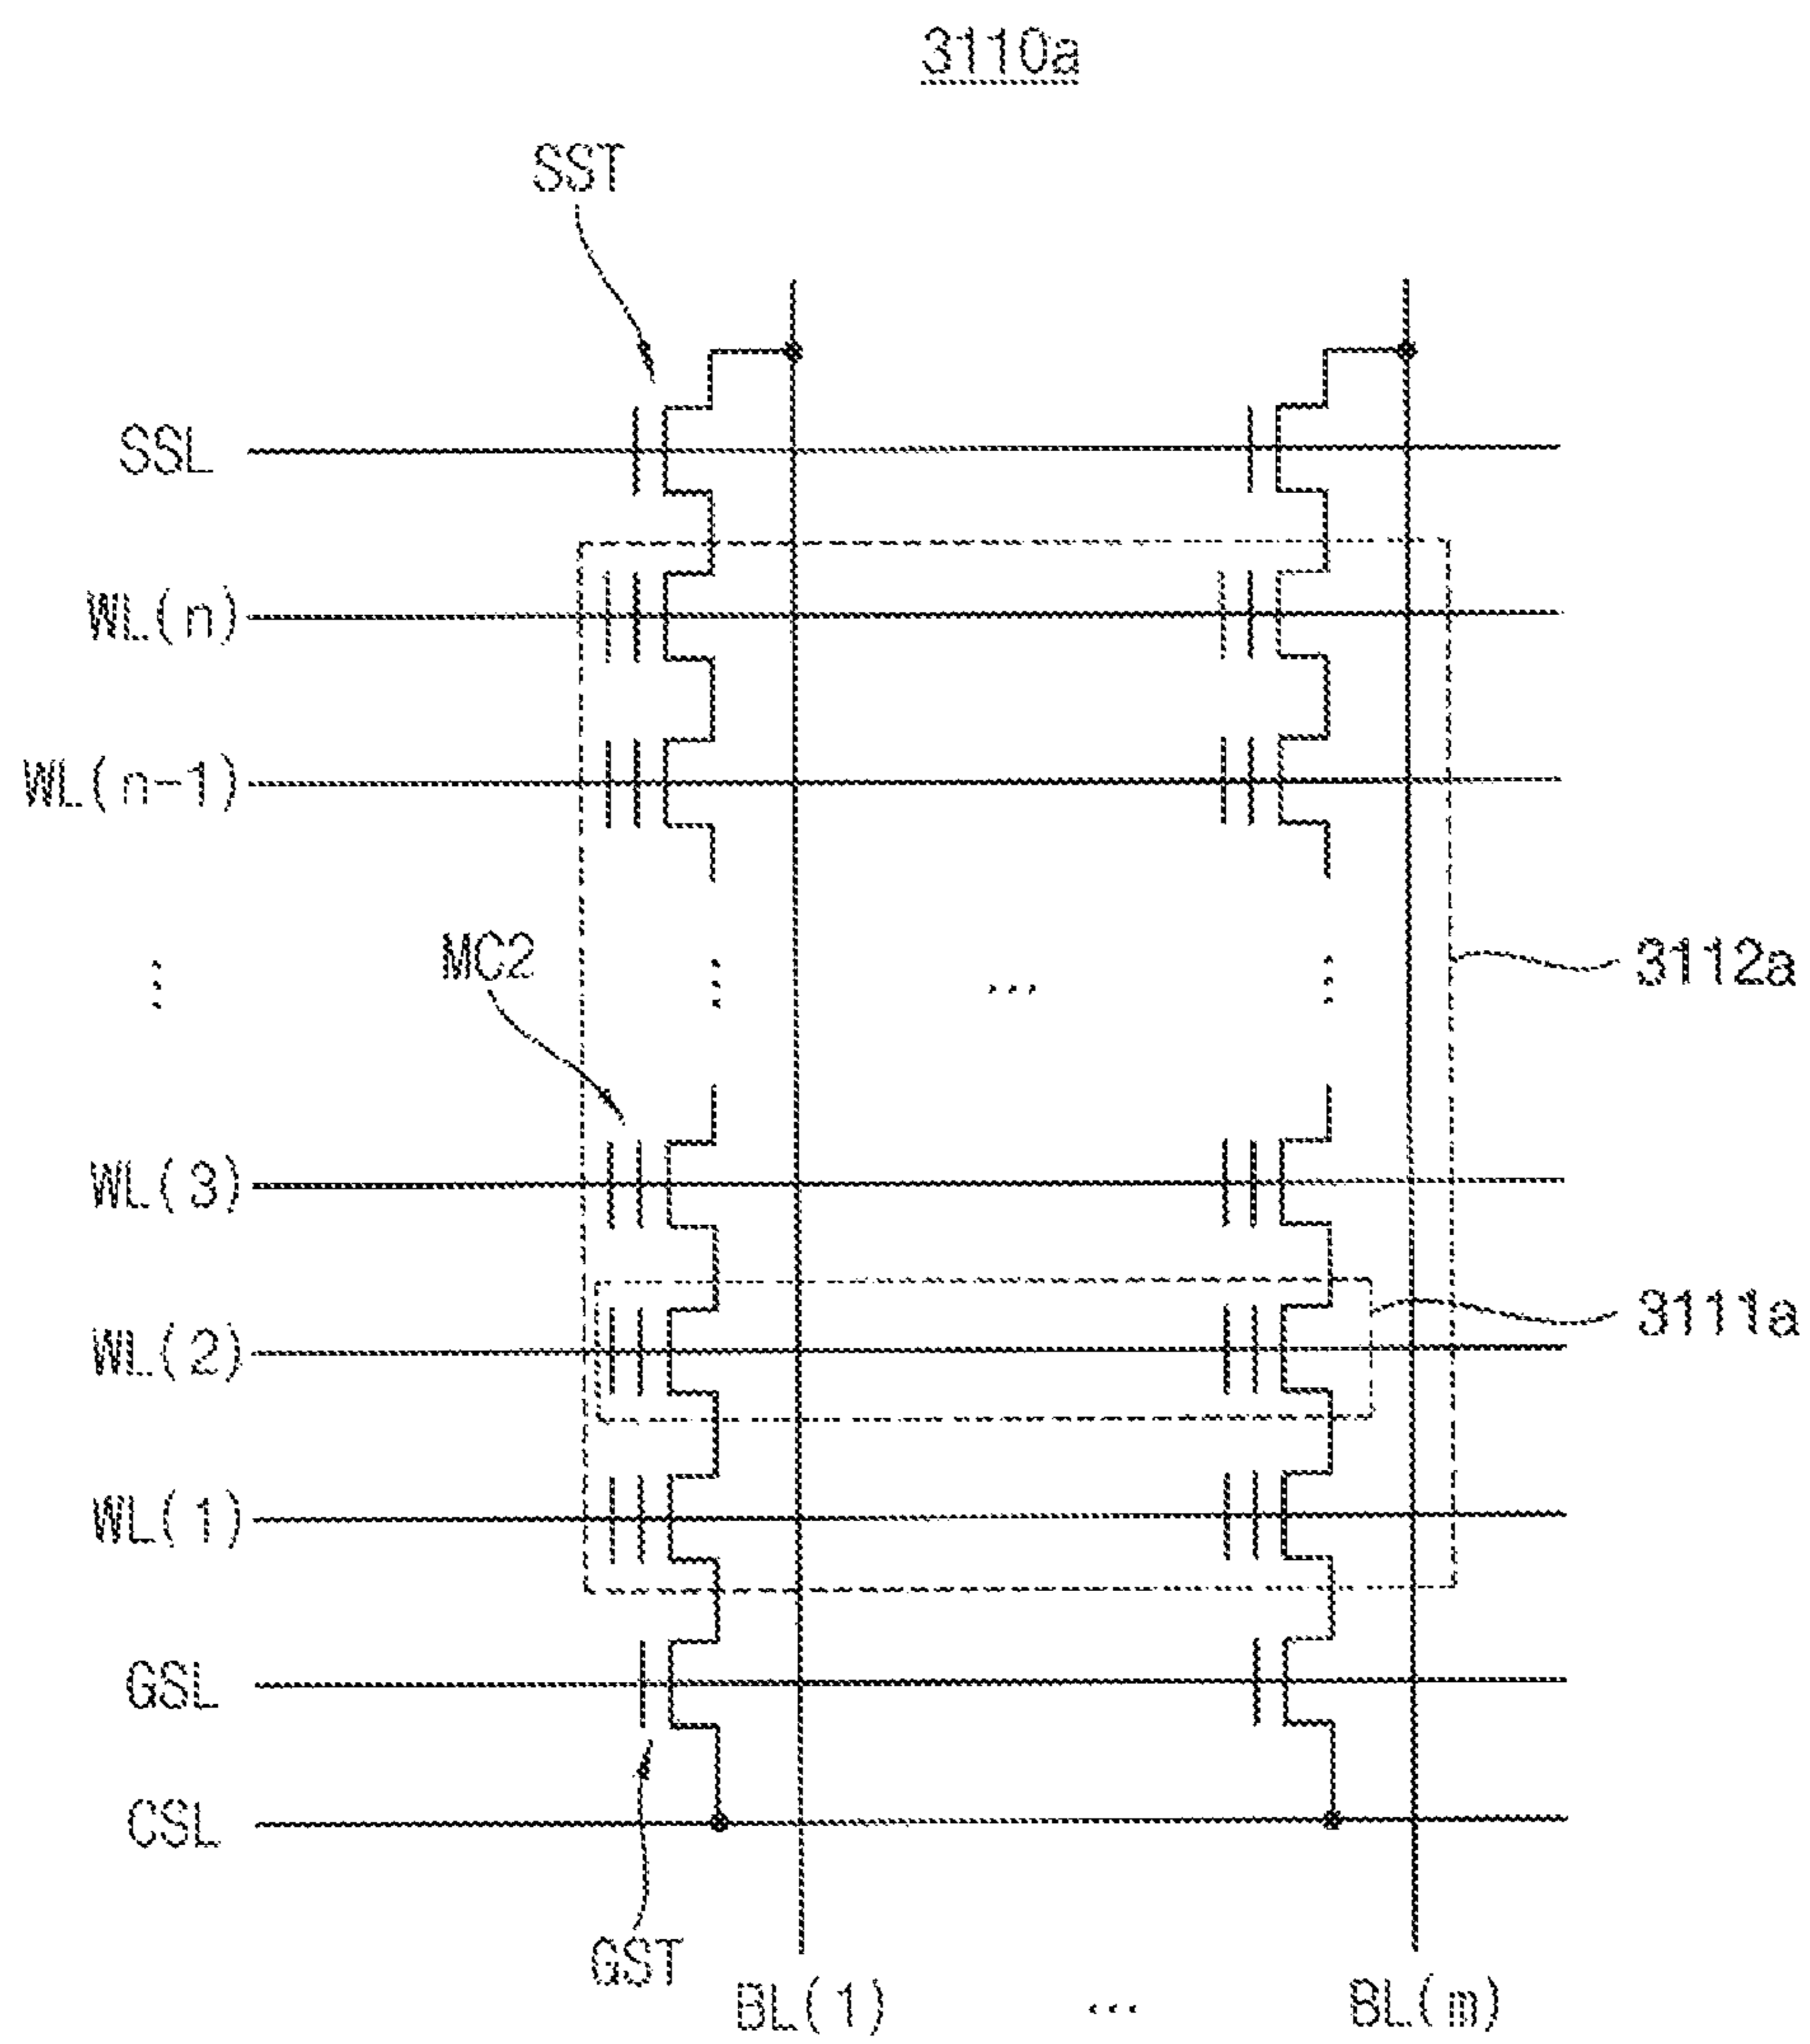 3110a
SST
SSL
WL(n)
WL(n-1)
MC2
⋮ ⋮ ... ⋮
3112a
WL(3)
3111a
WL(2)
WL(1)
GSL
CSL
GST
BL(1) ... BL(m)